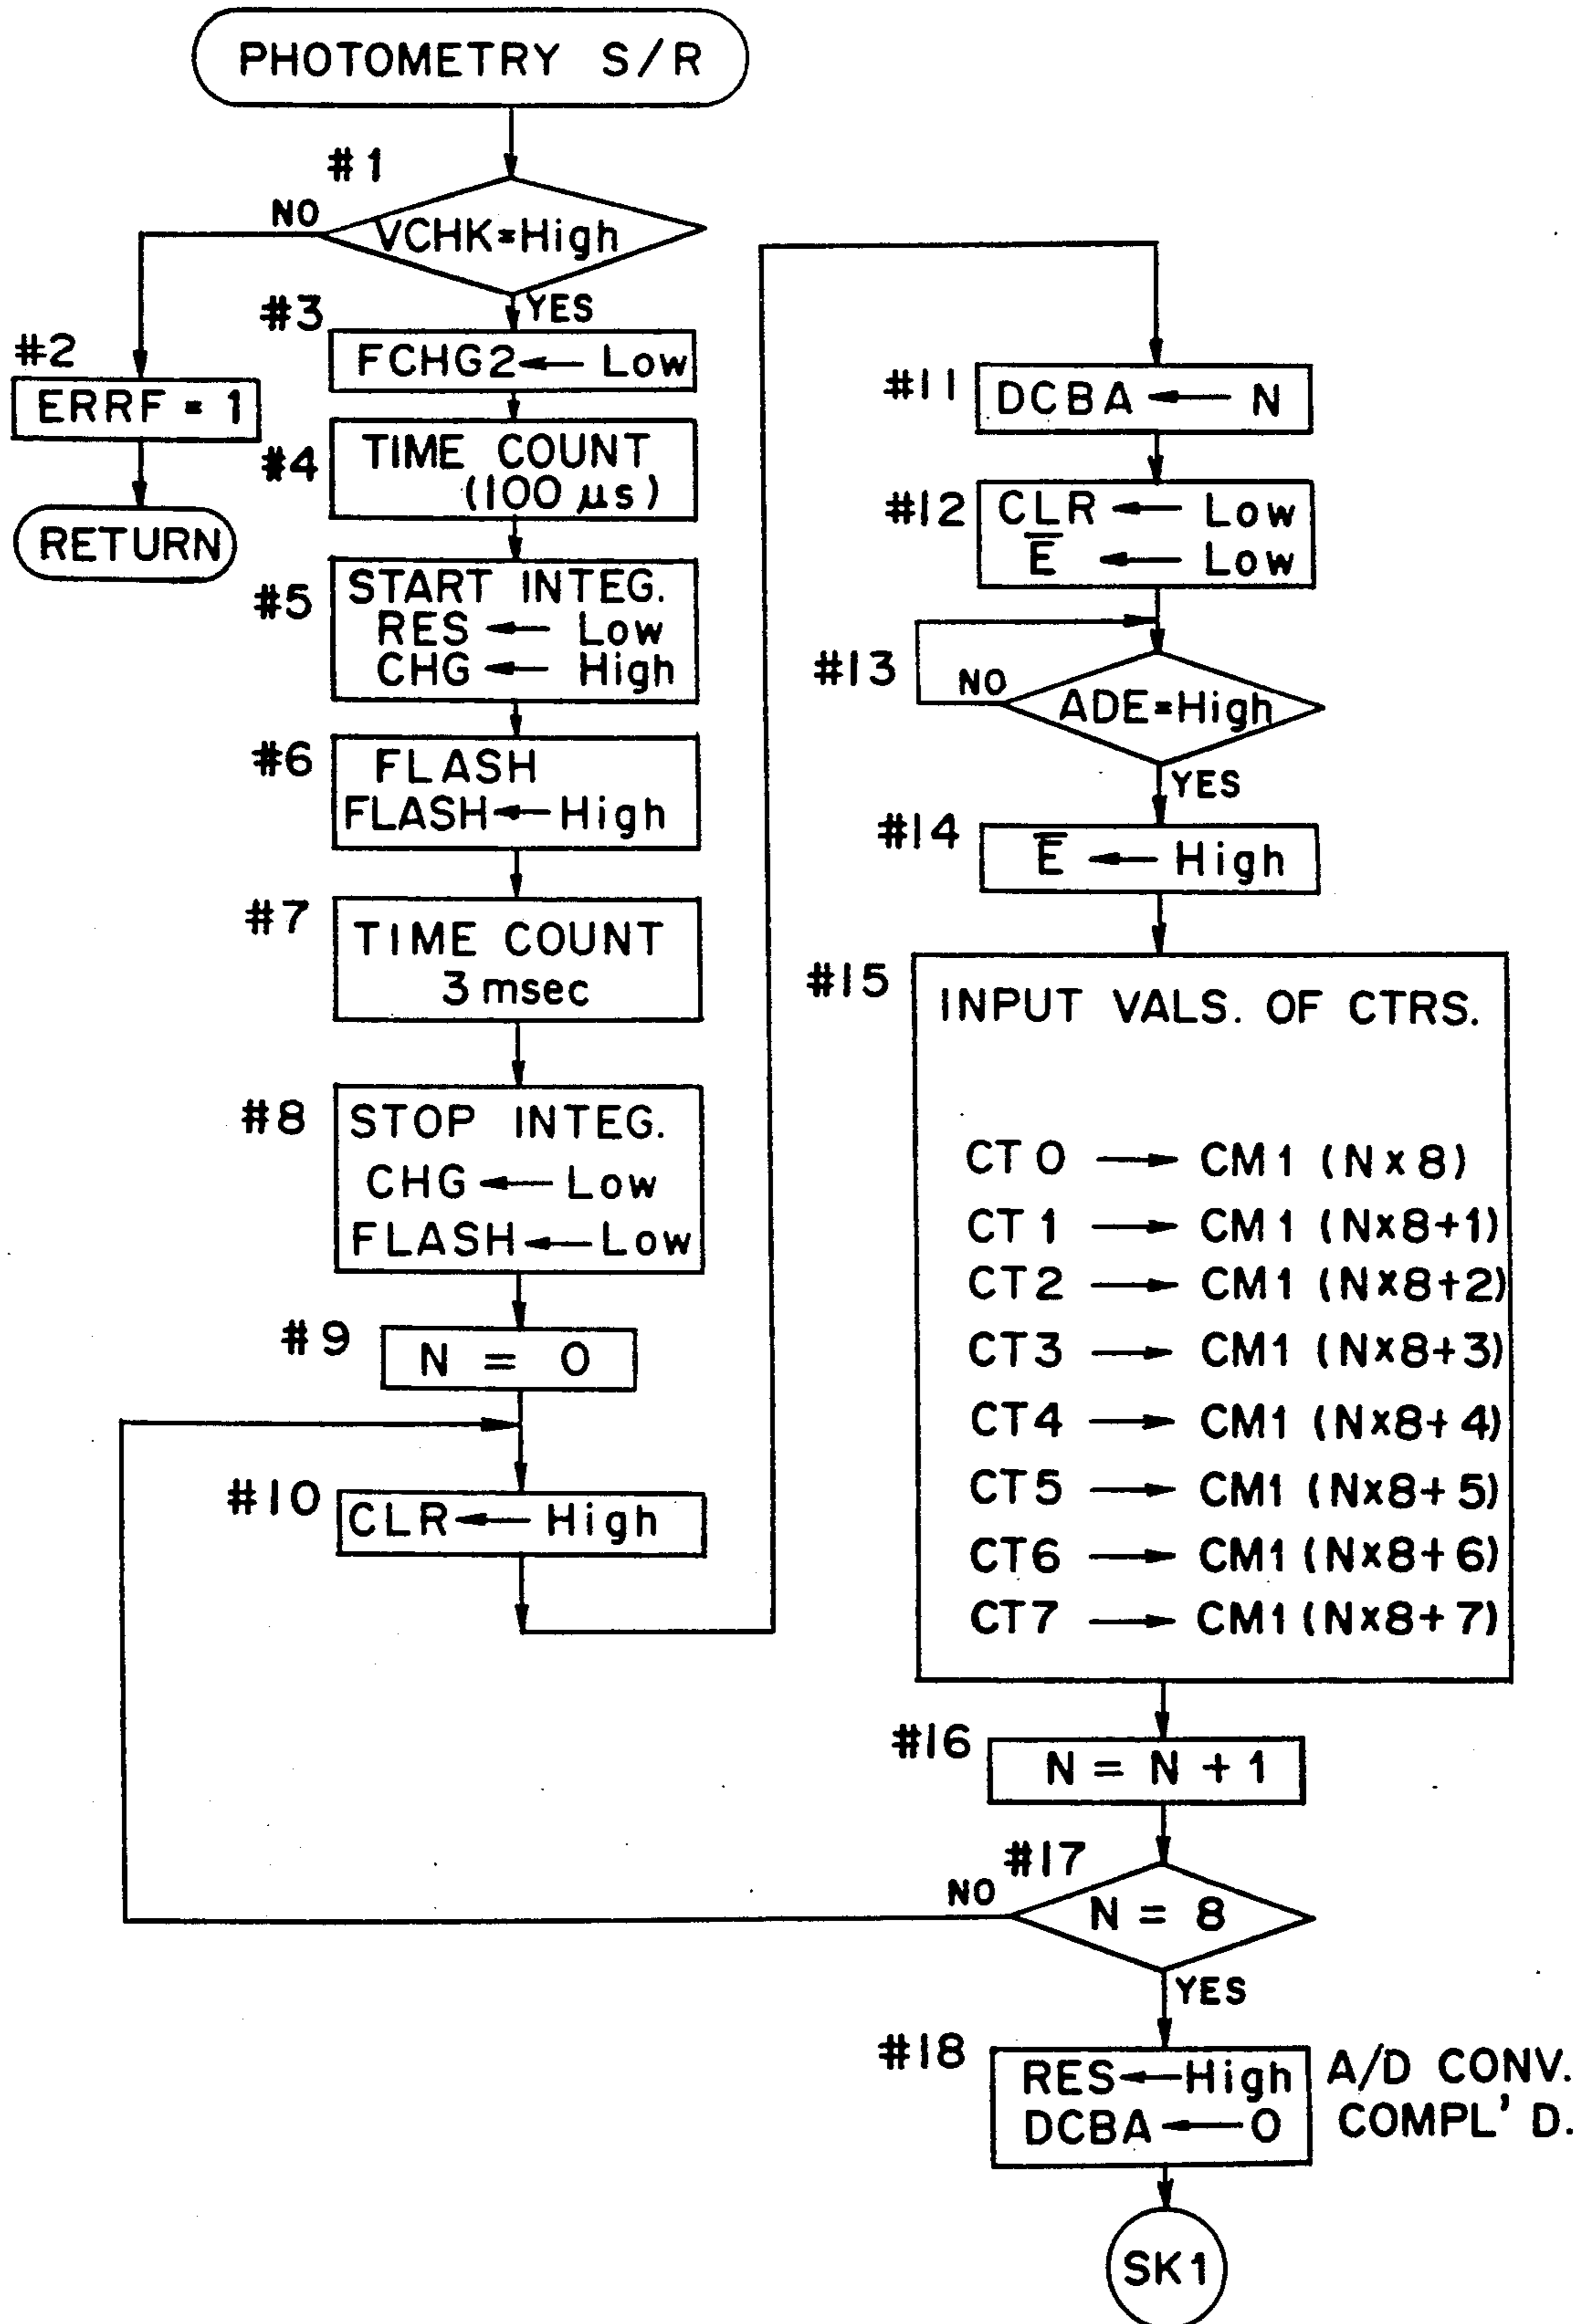 PHOTOMETRY S/R
#1
VCHK=High
NO
YES
#2
ERRF = 1
RETURN
#3
FCHG2 ← Low
#4
TIME COUNT
(100 μs)
#5
START INTEG.
RES ← Low
CHG ← High
#6
FLASH
FLASH ← High
#7
TIME COUNT
3 msec
#8
STOP INTEG.
CHG ← Low
FLASH ← Low
#9
N = 0
#10
CLR ← High
#11
DCBA ← N
#12
CLR ← Low
E̅ ← Low
#13
NO
ADE=High
YES
#14
E̅ ← High
#15
INPUT VALS. OF CTRS.
CT0 → CM1 (N×8)
CT1 → CM1 (N×8+1)
CT2 → CM1 (N×8+2)
CT3 → CM1 (N×8+3)
CT4 → CM1 (N×8+4)
CT5 → CM1 (N×8+5)
CT6 → CM1 (N×8+6)
CT7 → CM1 (N×8+7)
#16
N = N + 1
#17
NO
N = 8
YES
#18
RES ← High
DCBA ← 0
A/D CONV.
COMPL'D.
SK1